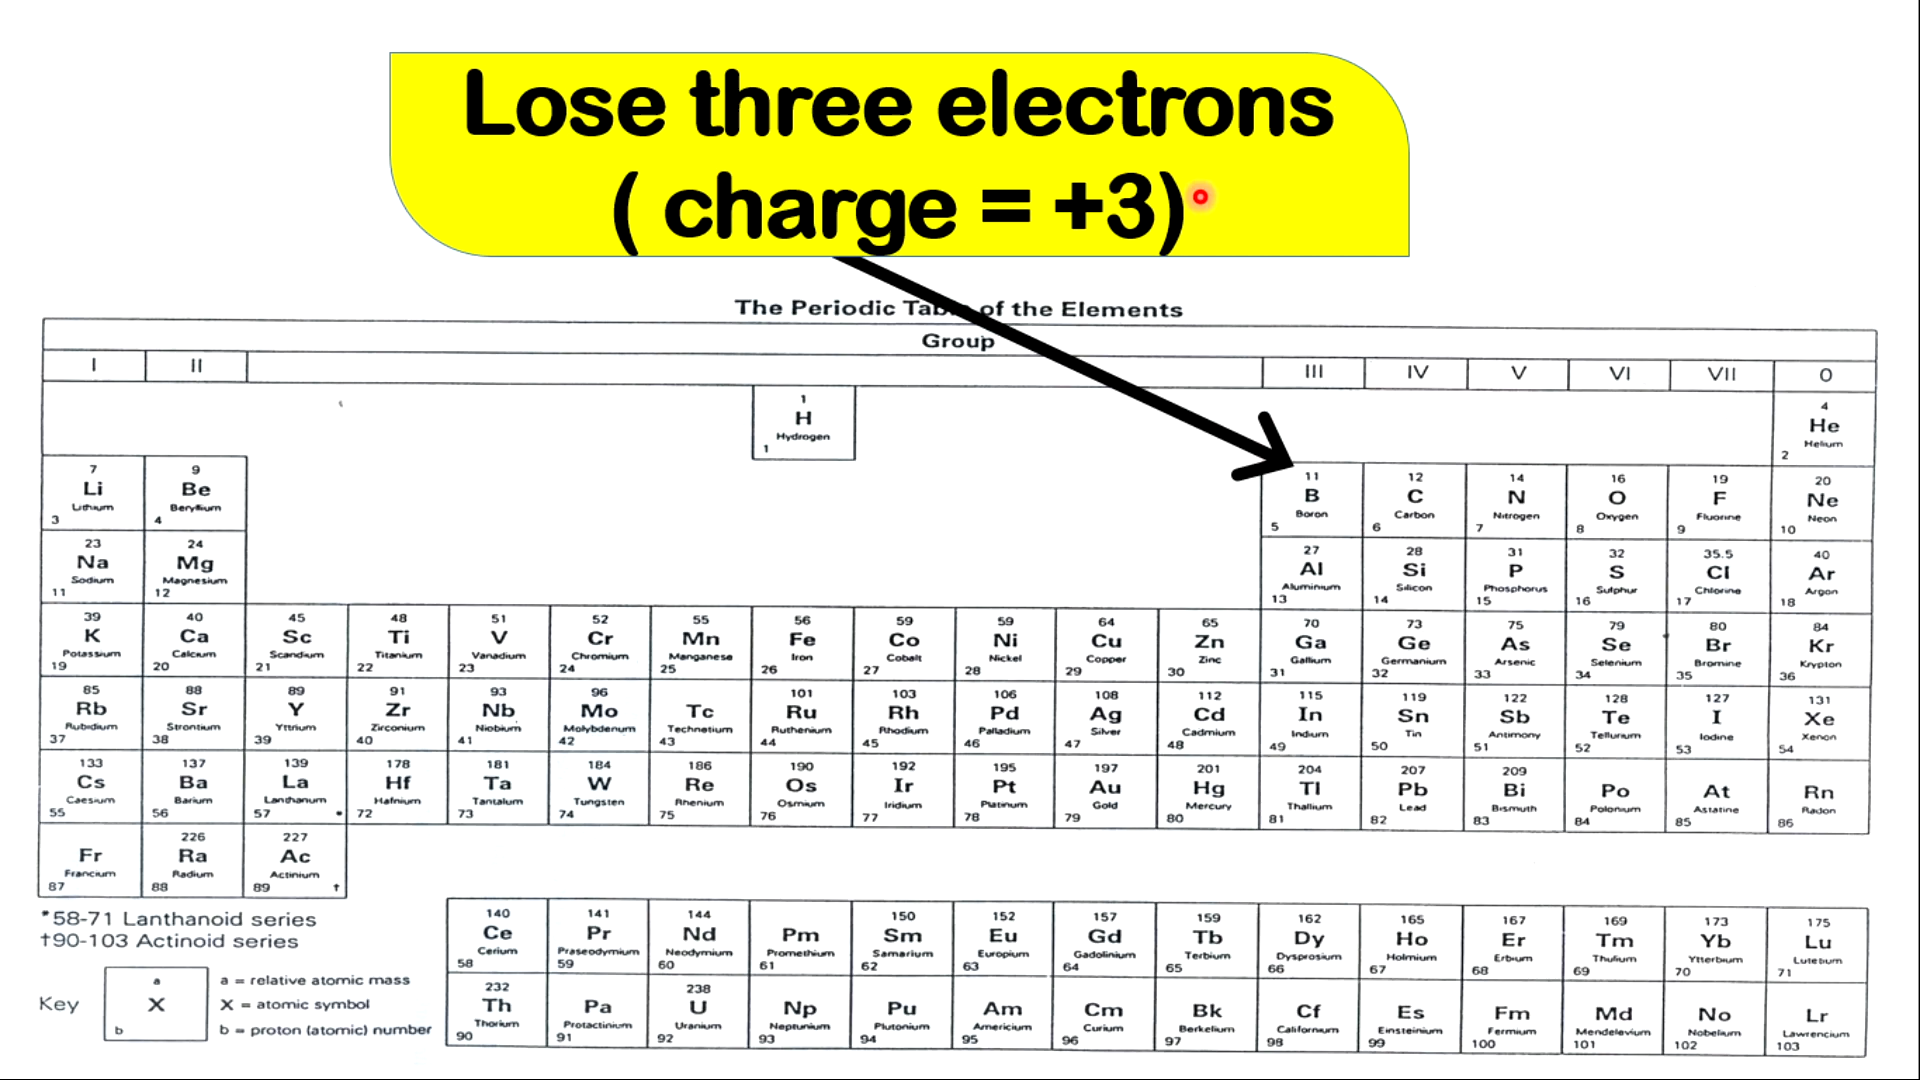 Lose three electrons
( charge = +3)
The Periodic Table of the Elements
Group
I II III IV V VI VII 0
1 4
H He
Hydrogen Helium
1 2
7 9 11 12 14 16 19 20
Li Be B C N O F Ne
Lithium Beryllium Boron Carbon Nitrogen Oxygen Fluorine Neon
3 4 5 6 7 8 9 10
23 24 27 28 31 32 35.5 40
Na Mg Al Si P S Cl Ar
Sodium Magnesium Aluminium Silicon Phosphorus Sulphur Chlorine Argon
11 12 13 14 15 16 17 18
39 40 45 48 51 52 55 56 59 59 64 65 70 73 75 79 80 84
K Ca Sc Ti V Cr Mn Fe Co Ni Cu Zn Ga Ge As Se Br Kr
Potassium Calcium Scandium Titanium Vanadium Chromium Manganese Iron Cobalt Nickel Copper Zinc Gallium Germanium Arsenic Selenium Bromine Krypton
19 20 21 22 23 24 25 26 27 28 29 30 31 32 33 34 35 36
85 88 89 91 93 96 101 103 106 108 112 115 119 122 128 127 131
Rb Sr Y Zr Nb Mo Tc Ru Rh Pd Ag Cd In Sn Sb Te I Xe
Rubidium Strontium Yttrium Zirconium Niobium Molybdenum Technetium Ruthenium Rhodium Palladium Silver Cadmium Indium Tin Antimony Tellurium Iodine Xenon
37 38 39 40 41 42 43 44 45 46 47 48 49 50 51 52 53 54
133 137 139 178 181 184 186 190 192 195 197 201 204 207 209
Cs Ba La Hf Ta W Re Os Ir Pt Au Hg Tl Pb Bi Po At Rn
Caesium Barium Lanthanum Hafnium Tantalum Tungsten Rhenium Osmium Iridium Platinum Gold Mercury Thallium Lead Bismuth Polonium Astatine Radon
55 56 57 * 72 73 74 75 76 77 78 79 80 81 82 83 84 85 86
226 227
Fr Ra Ac
Francium Radium Actinium
87 88 89 †
*58-71 Lanthanoid series
†90-103 Actinoid series
140 141 144 150 152 157 159 162 165 167 169 173 175
Ce Pr Nd Pm Sm Eu Gd Tb Dy Ho Er Tm Yb Lu
Cerium Praseodymium Neodymium Promethium Samarium Europium Gadolinium Terbium Dysprosium Holmium Erbium Thulium Ytterbium Lutetium
58 59 60 61 62 63 64 65 66 67 68 69 70 71
232 238
Th Pa U Np Pu Am Cm Bk Cf Es Fm Md No Lr
Thorium Protactinium Uranium Neptunium Plutonium Americium Curium Berkelium Californium Einsteinium Fermium Mendelevium Nobelium Lawrencium
90 91 92 93 94 95 96 97 98 99 100 101 102 103
Key
a
X
b
a = relative atomic mass
X = atomic symbol
b = proton (atomic) number